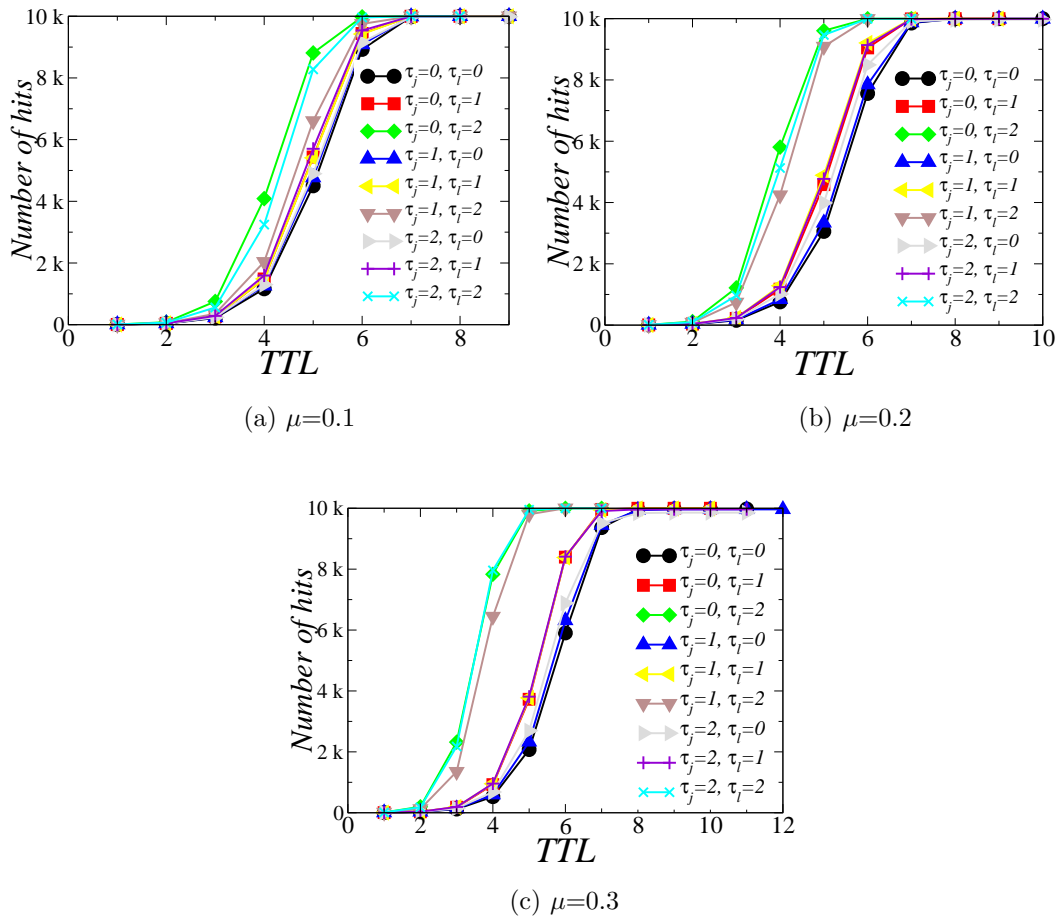 10 k
8 k
6 k
4 k
2 k
0
Number of hits
0 2 4 6 8
TTL
τj=0, τl=0
τj=0, τl=1
τj=0, τl=2
τj=1, τl=0
τj=1, τl=1
τj=1, τl=2
τj=2, τl=0
τj=2, τl=1
τj=2, τl=2
(a) μ=0.1
10 k
8 k
6 k
4 k
2 k
0
Number of hits
0 2 4 6 8 10
TTL
τj=0, τl=0
τj=0, τl=1
τj=0, τl=2
τj=1, τl=0
τj=1, τl=1
τj=1, τl=2
τj=2, τl=0
τj=2, τl=1
τj=2, τl=2
(b) μ=0.2
10 k
8 k
6 k
4 k
2 k
0
Number of hits
0 2 4 6 8 10 12
TTL
τj=0, τl=0
τj=0, τl=1
τj=0, τl=2
τj=1, τl=0
τj=1, τl=1
τj=1, τl=2
τj=2, τl=0
τj=2, τl=1
τj=2, τl=2
(c) μ=0.3